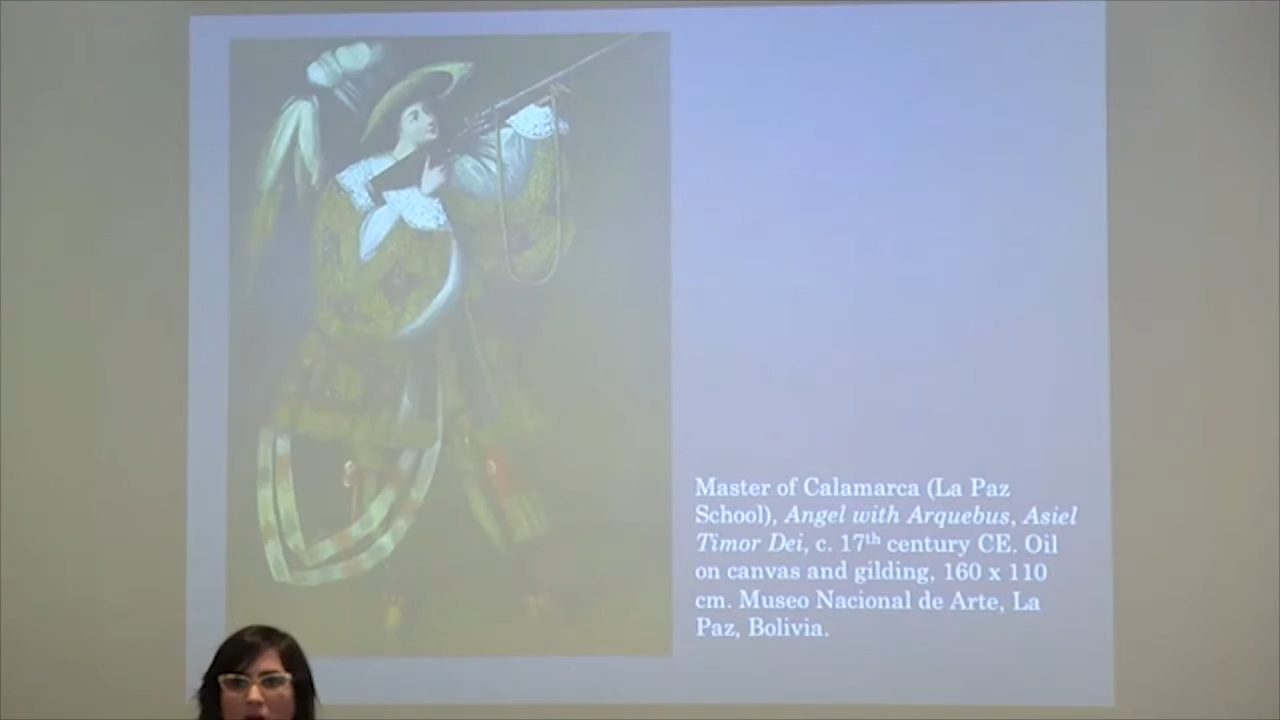 Master of Calamarca (La Paz
School), Angel with Arquebus, Asiel
Timor Dei, c. 17th century CE. Oil
on canvas and gilding, 160 x 110
cm. Museo Nacional de Arte, La
Paz, Bolivia.